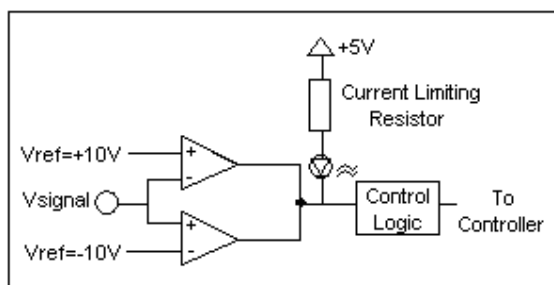 +5V
Current Limiting
Resistor
Vref=+10V
+
-
Vsignal
+
-
Vref=-10V
Control
Logic
To
Controller